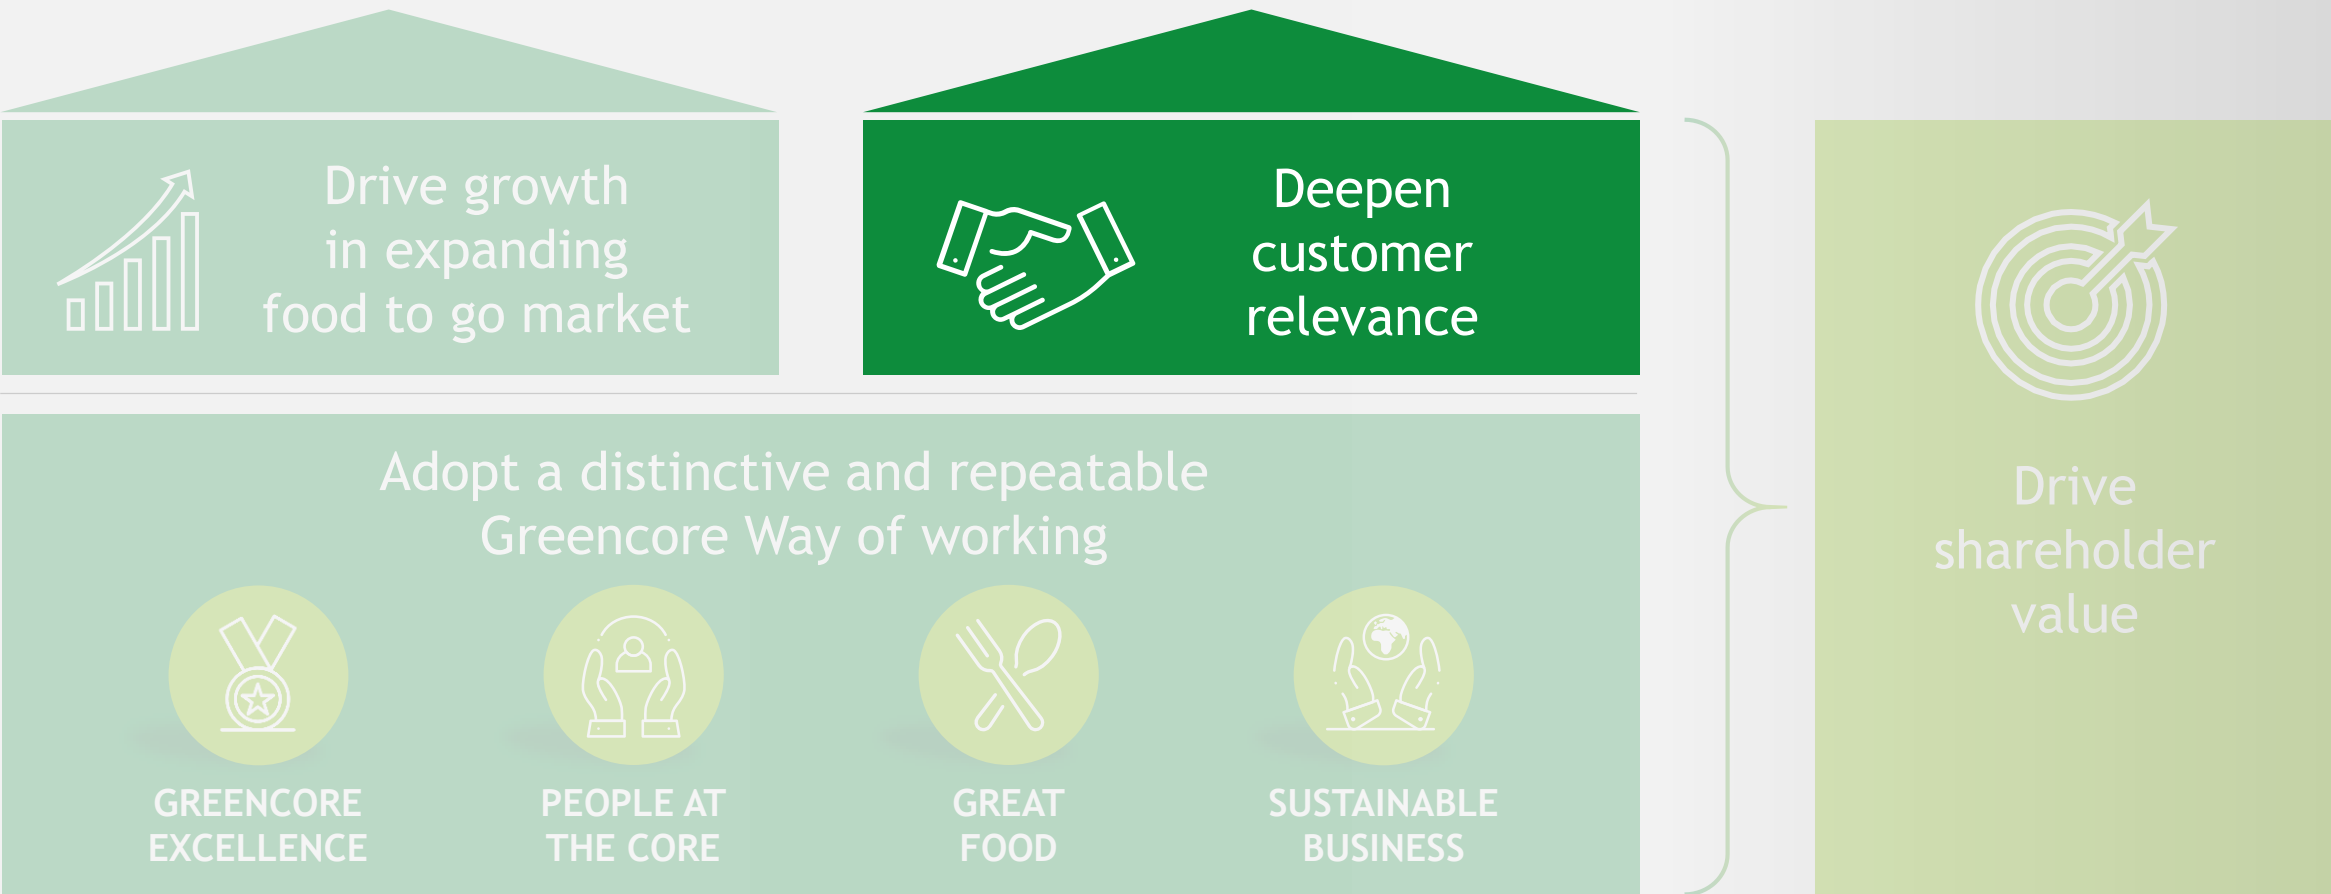 Drive growth
in expanding
food to go market
Deepen
customer
relevance
Adopt a distinctive and repeatable
Greencore Way of working
GREENCORE
EXCELLENCE
PEOPLE AT
THE CORE
GREAT
FOOD
SUSTAINABLE
BUSINESS
Drive
shareholder
value